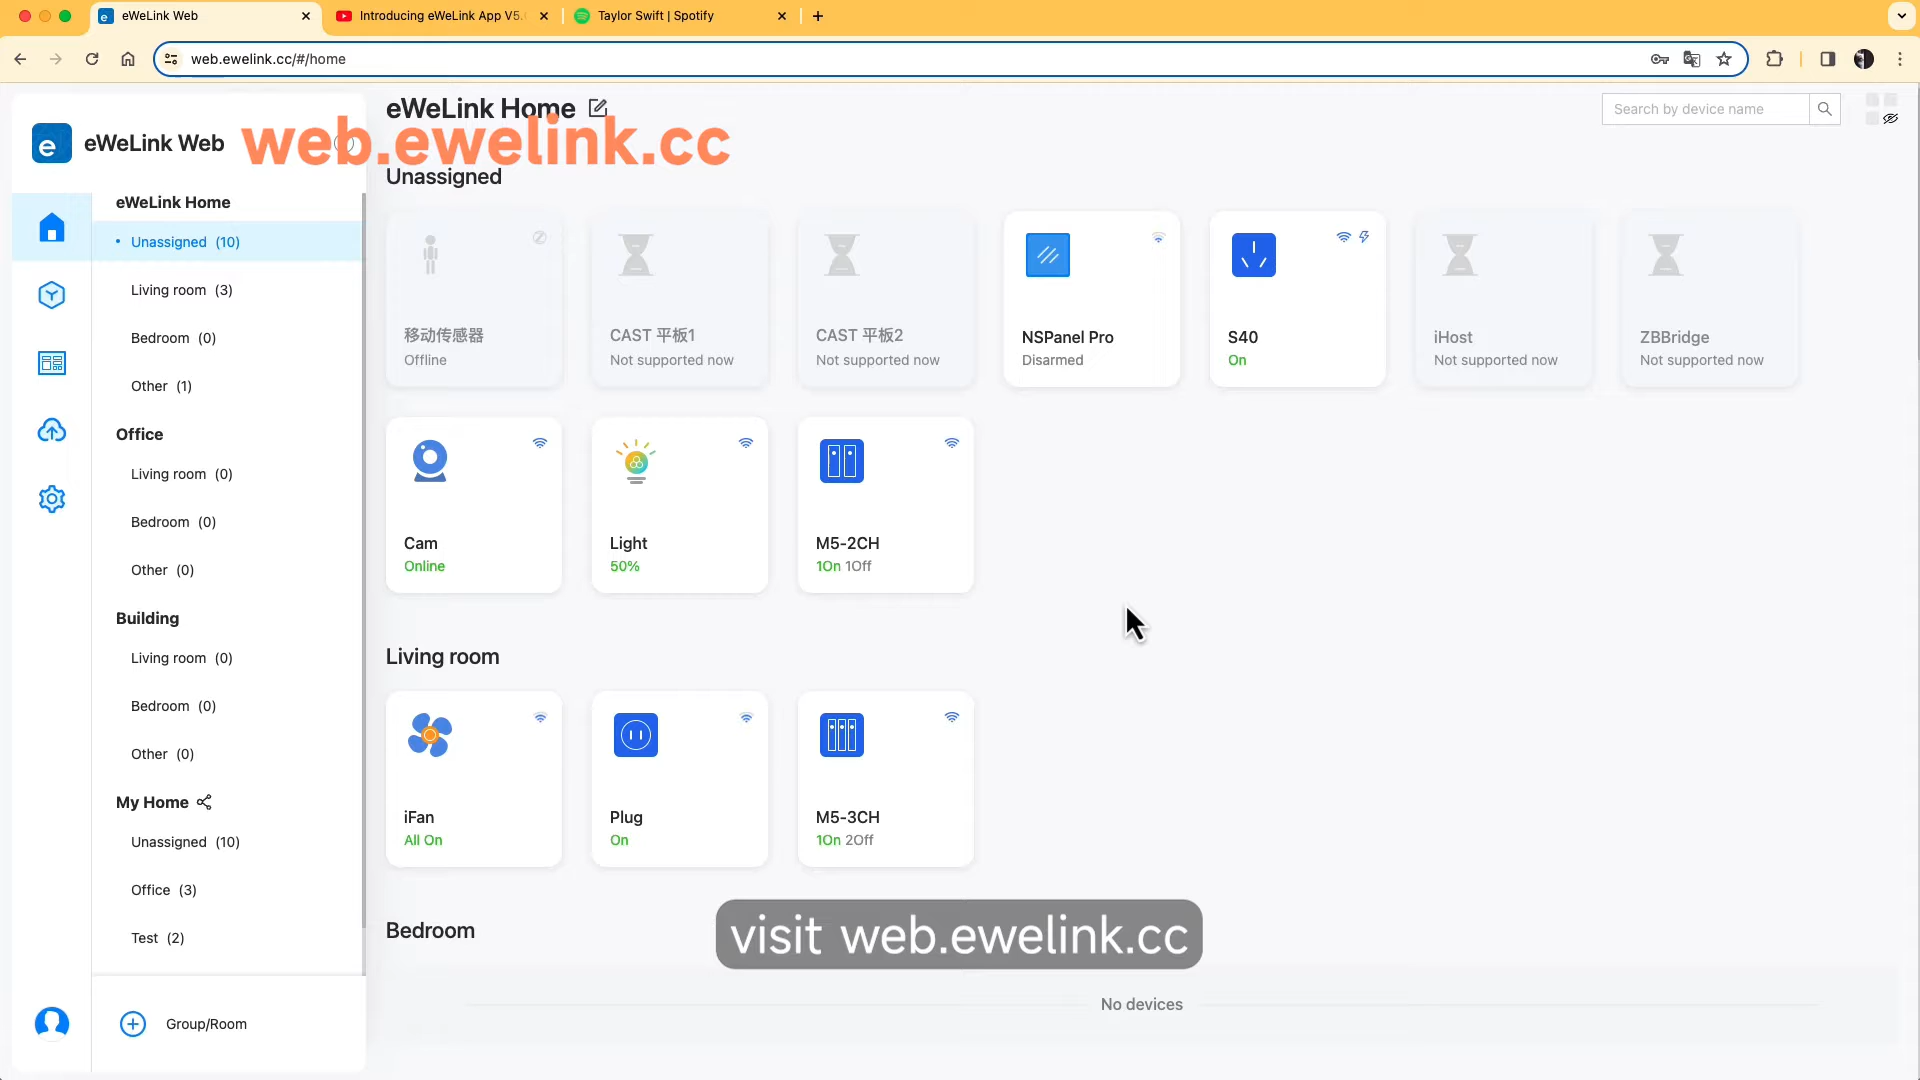 eWeLink Web
Introducing eWeLink App V5.
Taylor Swift | Spotify
web.ewelink.cc/#/home
eWeLink Web
web.ewelink.cc
eWeLink Home
Unassigned (10)
Living room (3)
Bedroom (0)
Other (1)
Office
Living room (0)
Bedroom (0)
Other (0)
Building
Living room (0)
Bedroom (0)
Other (0)
My Home
Unassigned (10)
Office (3)
Test (2)
Group/Room
eWeLink Home
Search by device name
Unassigned
移动传感器
Offline
CAST 平板1
Not supported now
CAST 平板2
Not supported now
NSPanel Pro
Disarmed
S40
On
iHost
Not supported now
ZBBridge
Not supported now
Cam
Online
Light
50%
M5-2CH
1On 1Off
Living room
iFan
All On
Plug
On
M5-3CH
1On 2Off
Bedroom
visit web.ewelink.cc
No devices